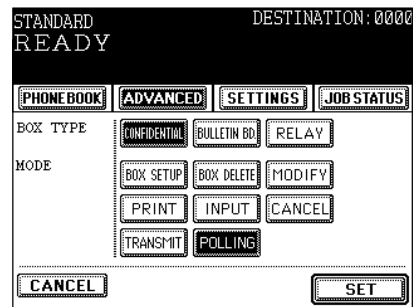 STANDARD DESTINATION:0000
READY
PHONE BOOK ADVANCED SETTINGS JOB STATUS
BOX TYPE CONFIDENTIAL BULLETIN BD. RELAY
MODE BOX SETUP BOX DELETE MODIFY
PRINT INPUT CANCEL
TRANSMIT POLLING
CANCEL SET